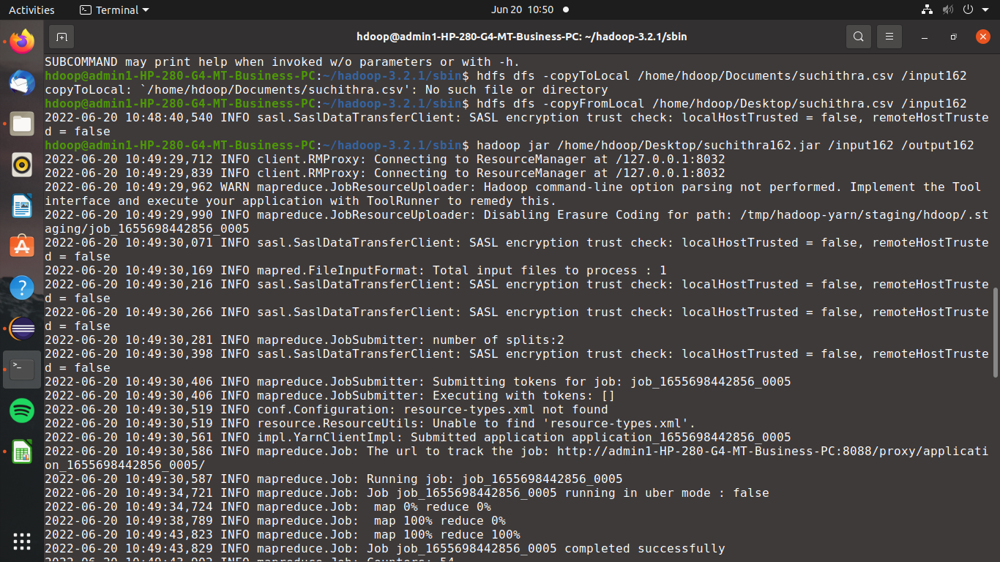 Activities
Terminal
Jun 20 10:50
hdoop@admin1-HP-280-G4-MT-Business-PC: ~/hadoop-3.2.1/sbin
SUBCOMMAND may print help when invoked w/o parameters or with -h.
hdoop@admin1-HP-280-G4-MT-Business-PC:~/hadoop-3.2.1/sbin$ hdfs dfs -copyToLocal /home/hdoop/Documents/suchithra.csv /input162
copyToLocal: `/home/hdoop/Documents/suchithra.csv': No such file or directory
hdoop@admin1-HP-280-G4-MT-Business-PC:~/hadoop-3.2.1/sbin$ hdfs dfs -copyFromLocal /home/hdoop/Desktop/suchithra.csv /input162
2022-06-20 10:48:40,540 INFO sasl.SaslDataTransferClient: SASL encryption trust check: localHostTrusted = false, remoteHostTruste
d = false
hdoop@admin1-HP-280-G4-MT-Business-PC:~/hadoop-3.2.1/sbin$ hadoop jar /home/hdoop/Desktop/suchithra162.jar /input162 /output162
2022-06-20 10:49:29,712 INFO client.RMProxy: Connecting to ResourceManager at /127.0.0.1:8032
2022-06-20 10:49:29,839 INFO client.RMProxy: Connecting to ResourceManager at /127.0.0.1:8032
2022-06-20 10:49:29,962 WARN mapreduce.JobResourceUploader: Hadoop command-line option parsing not performed. Implement the Tool
interface and execute your application with ToolRunner to remedy this.
2022-06-20 10:49:29,990 INFO mapreduce.JobResourceUploader: Disabling Erasure Coding for path: /tmp/hadoop-yarn/staging/hdoop/.st
aging/job_1655698442856_0005
2022-06-20 10:49:30,071 INFO sasl.SaslDataTransferClient: SASL encryption trust check: localHostTrusted = false, remoteHostTruste
d = false
2022-06-20 10:49:30,169 INFO mapred.FileInputFormat: Total input files to process : 1
2022-06-20 10:49:30,216 INFO sasl.SaslDataTransferClient: SASL encryption trust check: localHostTrusted = false, remoteHostTruste
d = false
2022-06-20 10:49:30,266 INFO sasl.SaslDataTransferClient: SASL encryption trust check: localHostTrusted = false, remoteHostTruste
d = false
2022-06-20 10:49:30,281 INFO mapreduce.JobSubmitter: number of splits:2
2022-06-20 10:49:30,398 INFO sasl.SaslDataTransferClient: SASL encryption trust check: localHostTrusted = false, remoteHostTruste
d = false
2022-06-20 10:49:30,406 INFO mapreduce.JobSubmitter: Submitting tokens for job: job_1655698442856_0005
2022-06-20 10:49:30,406 INFO mapreduce.JobSubmitter: Executing with tokens: []
2022-06-20 10:49:30,519 INFO conf.Configuration: resource-types.xml not found
2022-06-20 10:49:30,519 INFO resource.ResourceUtils: Unable to find 'resource-types.xml'.
2022-06-20 10:49:30,561 INFO impl.YarnClientImpl: Submitted application application_1655698442856_0005
2022-06-20 10:49:30,586 INFO mapreduce.Job: The url to track the job: http://admin1-HP-280-G4-MT-Business-PC:8088/proxy/applicati
on_1655698442856_0005/
2022-06-20 10:49:30,587 INFO mapreduce.Job: Running job: job_1655698442856_0005
2022-06-20 10:49:34,721 INFO mapreduce.Job: Job job_1655698442856_0005 running in uber mode : false
2022-06-20 10:49:34,724 INFO mapreduce.Job:  map 0% reduce 0%
2022-06-20 10:49:38,789 INFO mapreduce.Job:  map 100% reduce 0%
2022-06-20 10:49:43,823 INFO mapreduce.Job:  map 100% reduce 100%
2022-06-20 10:49:43,829 INFO mapreduce.Job: Job job_1655698442856_0005 completed successfully
2022-06-20 10:49:43,903 INFO mapreduce.Job: Counters: 54